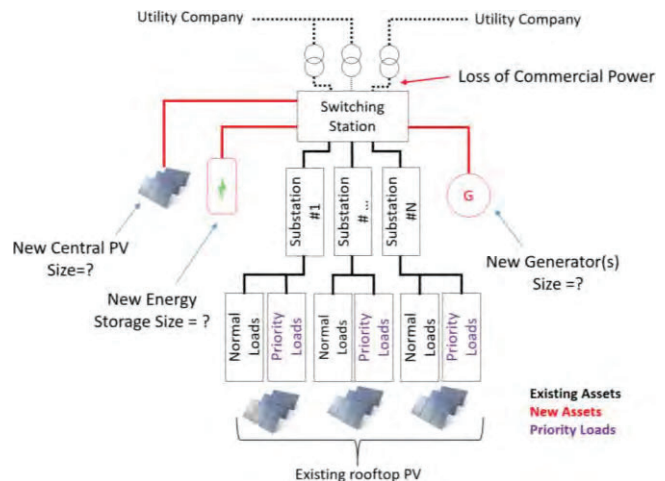 Utility Company
Utility Company
Loss of Commercial Power
Switching
Station
Substation
#1
Substation
# ...
Substation
#N
G
New Central PV
Size=?
New Energy
Storage Size = ?
New Generator(s)
Size =?
Normal
Loads
Priority
Loads
Normal
Loads
Priority
Loads
Normal
Loads
Priority
Loads
Existing Assets
New Assets
Priority Loads
Existing rooftop PV